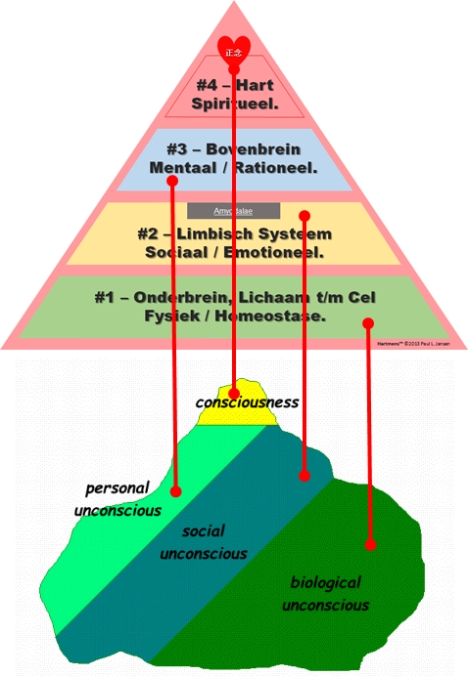 正念
#4 – Hart
Spiritueel.
#3 – Bovenbrein
Mentaal / Rationeel.
Amygdalae
#2 – Limbisch Systeem
Sociaal / Emotioneel.
#1 – Onderbrein, Lichaam t/m Cel
Fysiek / Homeostase.
Hartmens™ ©2013 Paul L. Jansen
consciousness
personal
unconscious
social
unconscious
biological
unconscious